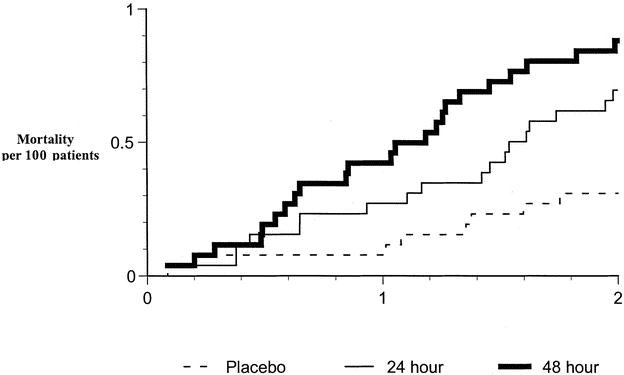 1
Mortality
per 100 patients
0.5
0
0 1 2
Placebo 24 hour 48 hour